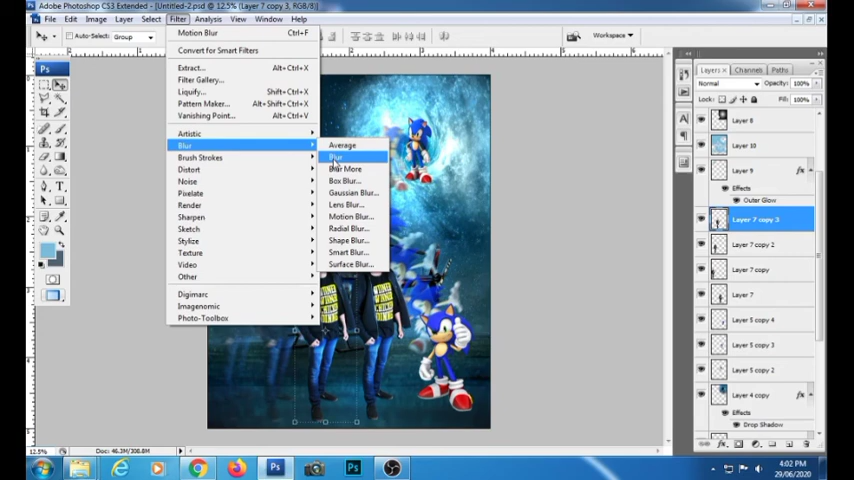 Adobe Photoshop CS3 Extended - [Untitled-2.psd @ 12.5% (Layer 7 copy 3, RGB/8)]
File Edit Image Layer Select Filter Analysis View Window Help
Auto-Select: Group
Workspace
Motion Blur Ctrl+F
Convert for Smart Filters
Extract... Alt+Ctrl+X
Filter Gallery...
Liquify... Shift+Ctrl+X
Pattern Maker... Alt+Shift+Ctrl+X
Vanishing Point... Alt+Ctrl+V
Artistic
Blur
Brush Strokes
Distort
Noise
Pixelate
Render
Sharpen
Sketch
Stylize
Texture
Video
Other
Digimarc
Imagenomic
Photo-Toolbox
Average
Blur
Blur More
Box Blur...
Gaussian Blur...
Lens Blur...
Motion Blur...
Radial Blur...
Shape Blur...
Smart Blur...
Surface Blur...
Ps
Layers Channels Paths
Normal Opacity: 100%
Lock: Fill: 100%
Layer 8
Layer 10
Layer 9
Effects
Outer Glow
Layer 7 copy 3
Layer 7 copy 2
Layer 7 copy
Layer 7
Layer 5 copy 4
Layer 5 copy 3
Layer 5 copy 2
Layer 4 copy
Effects
Drop Shadow
12.5% Doc: 46.3M/308.8M
4:02 PM
29/06/2020